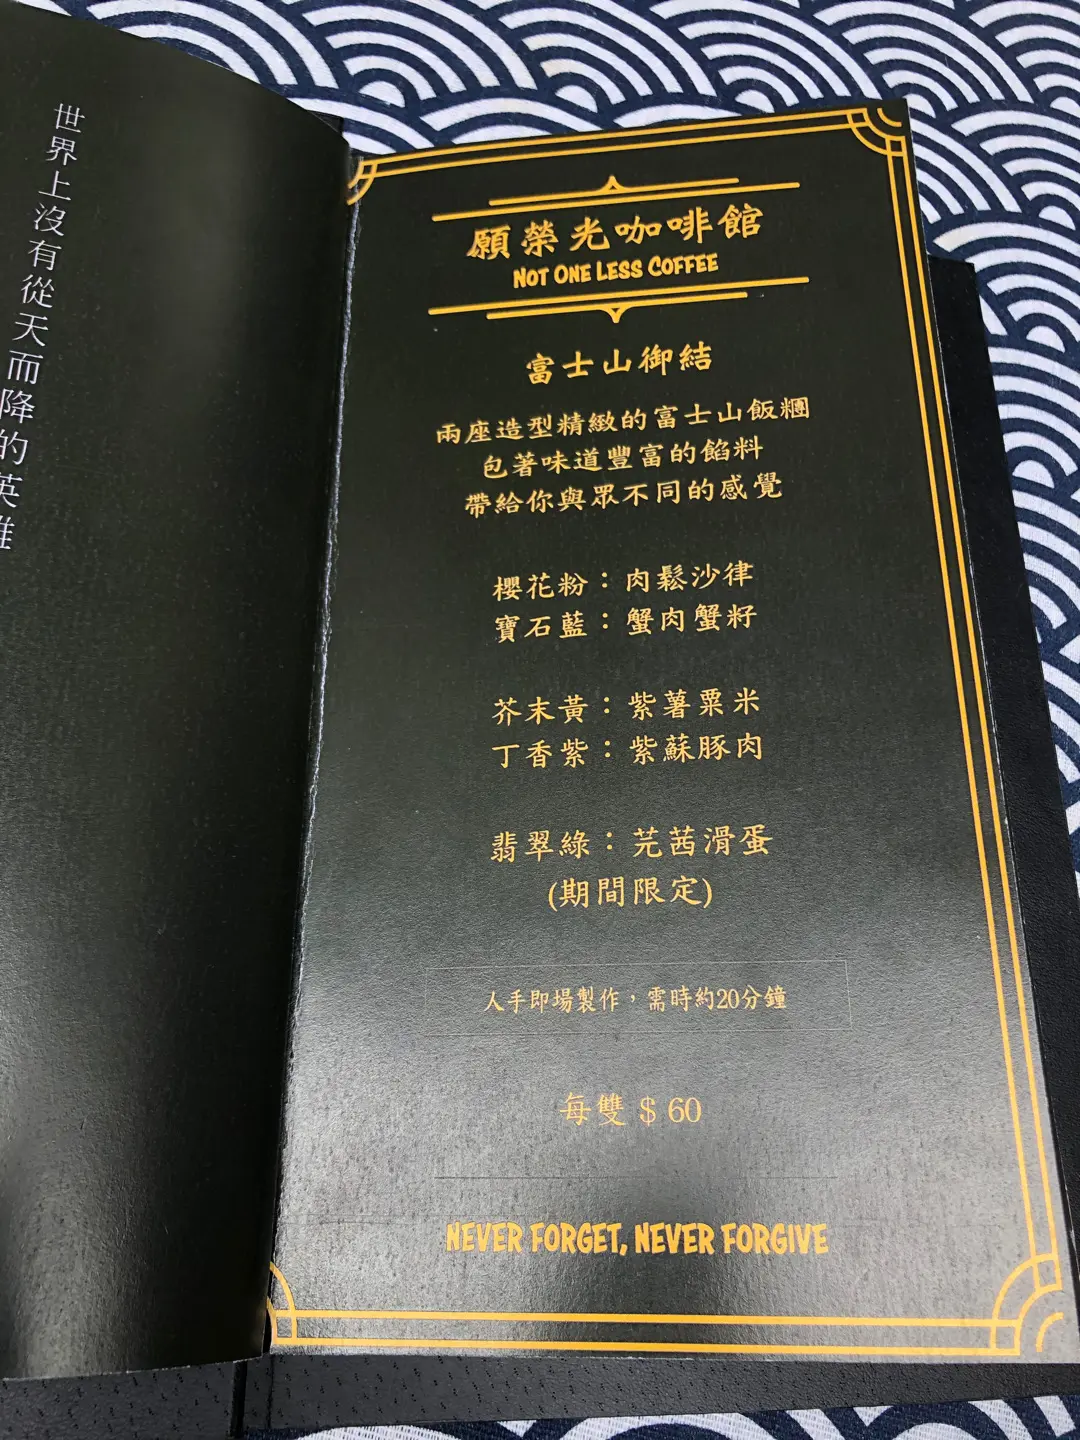 世界上沒有從天而降的英雄
願榮光咖啡館
NOT ONE LESS COFFEE
富士山御結
兩座造型精緻的富士山飯糰
包著味道豐富的餡料
帶給你與眾不同的感覺
櫻花粉：肉鬆沙律
寶石藍：蟹肉蟹籽
芥末黃：紫薯粟米
丁香紫：紫蘇豚肉
翡翠綠：芫茜滑蛋
(期間限定)
人手即場製作，需時約20分鐘
每雙 $ 60
NEVER FORGET, NEVER FORGIVE